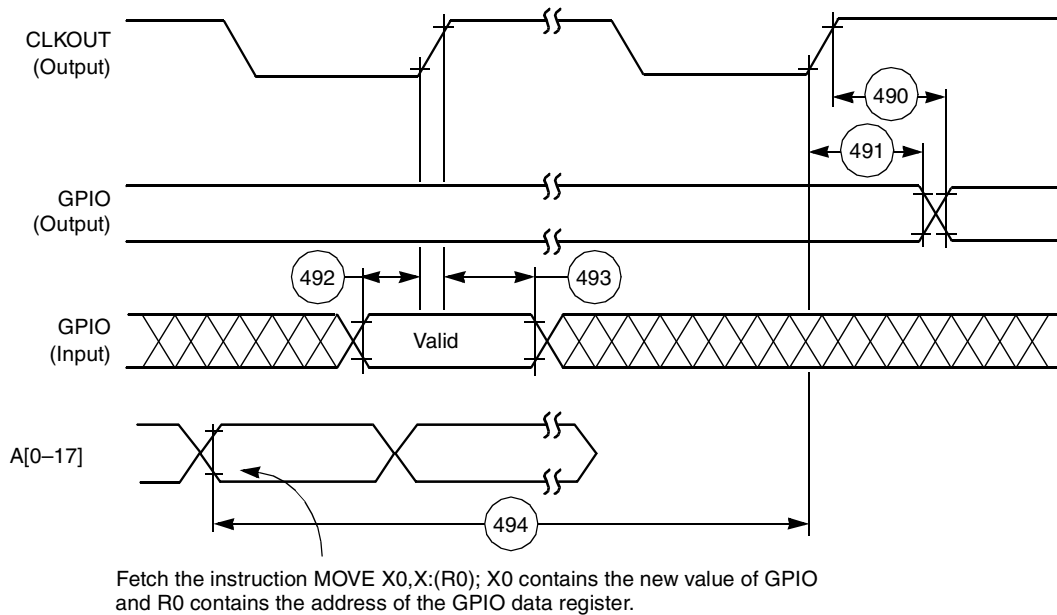 CLKOUT
(Output)
490
491
GPIO
(Output)
492
493
GPIO
(Input)
Valid
A[0–17]
494
Fetch the instruction MOVE X0,X:(R0); X0 contains the new value of GPIO
and R0 contains the address of the GPIO data register.